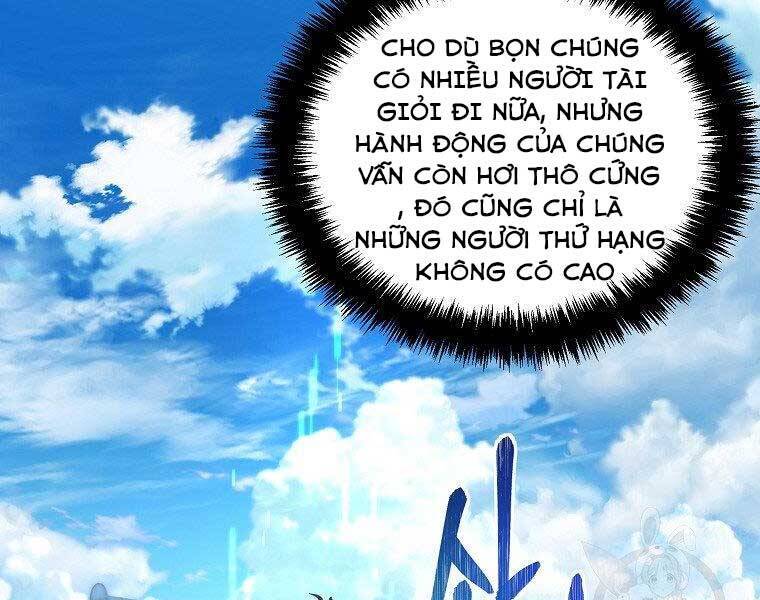 CHO DÙ BỌN CHÚNG
CÓ NHIỀU NGƯỜI TÀI
GIỎI ĐI NỮA, NHƯNG
HÀNH ĐỘNG CỦA CHÚNG
VẪN CÒN HƠI THÔ CỨNG
, ĐÓ CŨNG CHỈ LÀ
NHỮNG NGƯỜI THỨ HẠNG
KHÔNG CÓ CAO